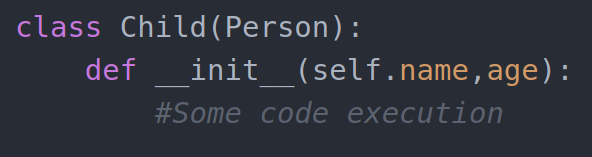 class Child(Person):
def __init__(self.name,age):
#Some code execution